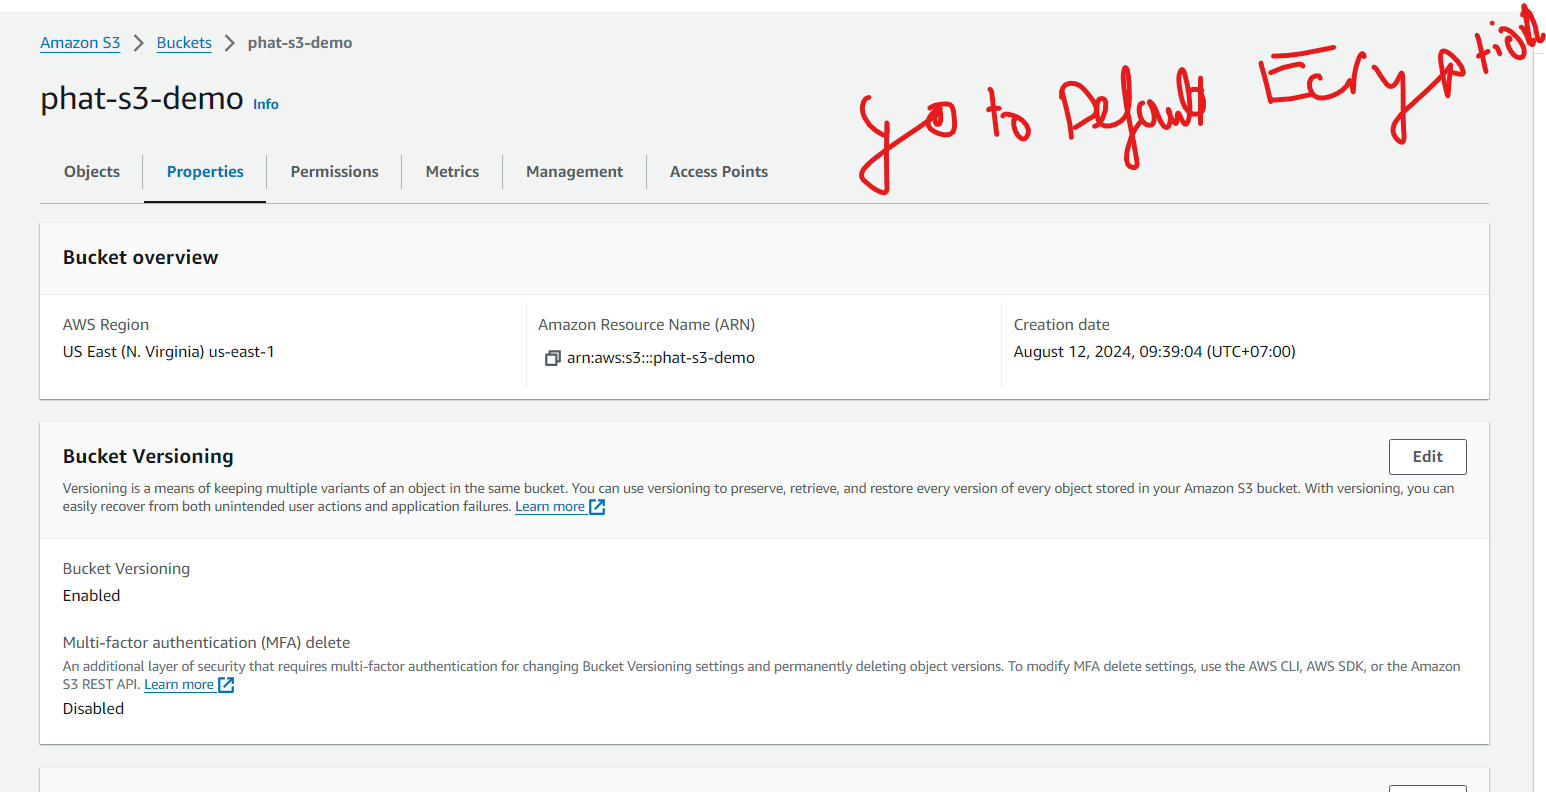 Amazon S3 > Buckets > phat-s3-demo
phat-s3-demo Info
go to Default Ecryption
Objects Properties Permissions Metrics Management Access Points
Bucket overview
AWS Region Amazon Resource Name (ARN) Creation date
US East (N. Virginia) us-east-1 arn:aws:s3:::phat-s3-demo August 12, 2024, 09:39:04 (UTC+07:00)
Bucket Versioning Edit
Versioning is a means of keeping multiple variants of an object in the same bucket. You can use versioning to preserve, retrieve, and restore every version of every object stored in your Amazon S3 bucket. With versioning, you can
easily recover from both unintended user actions and application failures. Learn more
Bucket Versioning
Enabled
Multi-factor authentication (MFA) delete
An additional layer of security that requires multi-factor authentication for changing Bucket Versioning settings and permanently deleting object versions. To modify MFA delete settings, use the AWS CLI, AWS SDK, or the Amazon
S3 REST API. Learn more
Disabled